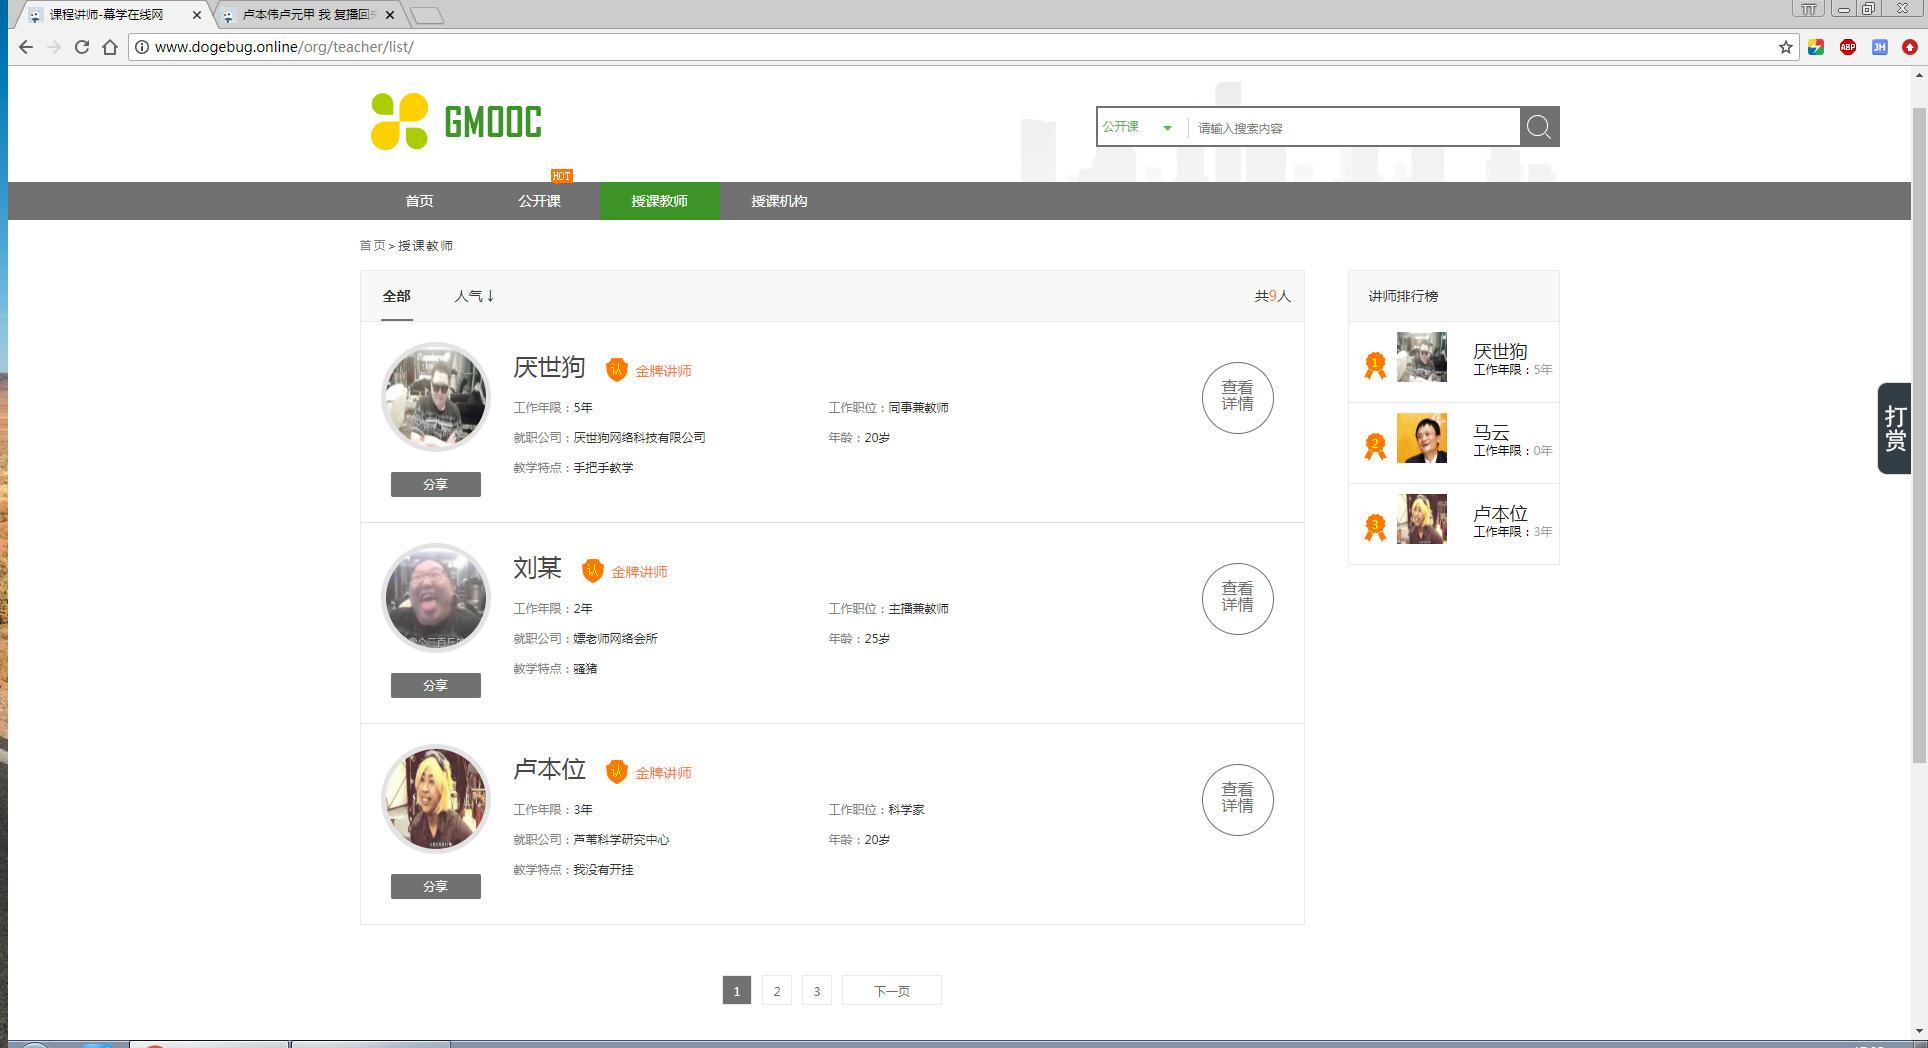 课程讲师-幕学在线网
卢本伟卢元甲 我 复播回
www.dogebug.online/org/teacher/list/
ABP
JH
GMOOC
公开课
请输入搜索内容
HOT
首页 公开课 授课教师 授课机构
首页 > 授课教师
全部 人气↓ 共9人
厌世狗 认 金牌讲师
工作年限：5年 工作职位：同事兼教师
就职公司：厌世狗网络科技有限公司 年龄：20岁
教学特点：手把手教学
查看
详情
分享
刘某 认 金牌讲师
工作年限：2年 工作职位：主播兼教师
就职公司：嫖老师网络会所 年龄：25岁
教学特点：骚猪
查看
详情
分享
卢本位 认 金牌讲师
工作年限：3年 工作职位：科学家
就职公司：芦苇科学研究中心 年龄：20岁
教学特点：我没有开挂
查看
详情
分享
1 2 3 下一页
讲师排行榜
1 厌世狗
工作年限：5年
2 马云
工作年限：0年
3 卢本位
工作年限：3年
打
赏